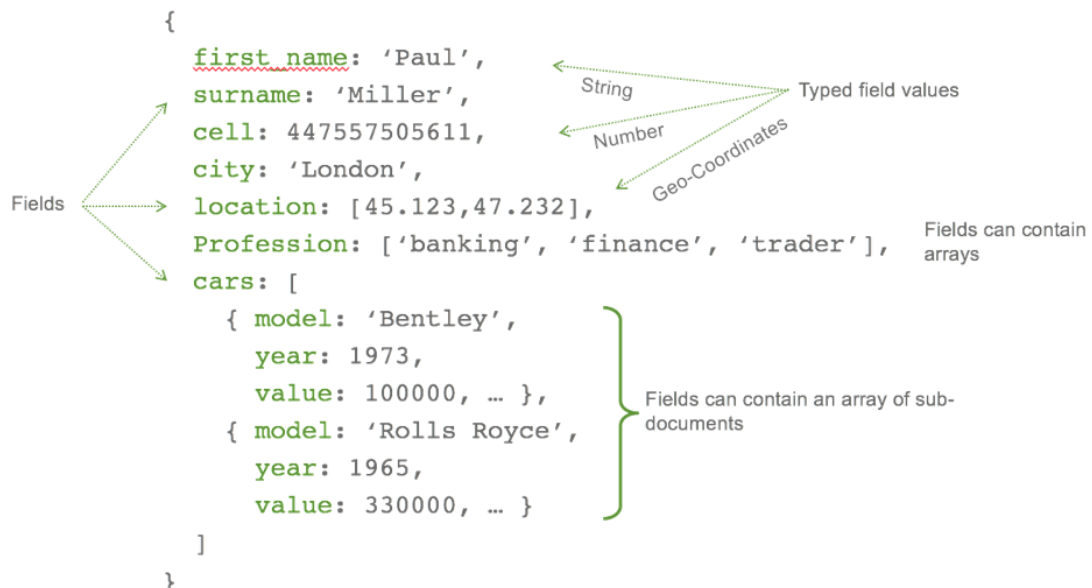 {
first_name: ‘Paul’,
surname: ‘Miller’,
cell: 447557505611,
city: ‘London’,
location: [45.123,47.232],
Profession: [‘banking’, ‘finance’, ‘trader’],
cars: [
{ model: ‘Bentley’,
year: 1973,
value: 100000, … },
{ model: ‘Rolls Royce’,
year: 1965,
value: 330000, … }
]
}
Fields
String
Number
Geo-Coordinates
Typed field values
Fields can contain
arrays
Fields can contain an array of sub-
documents